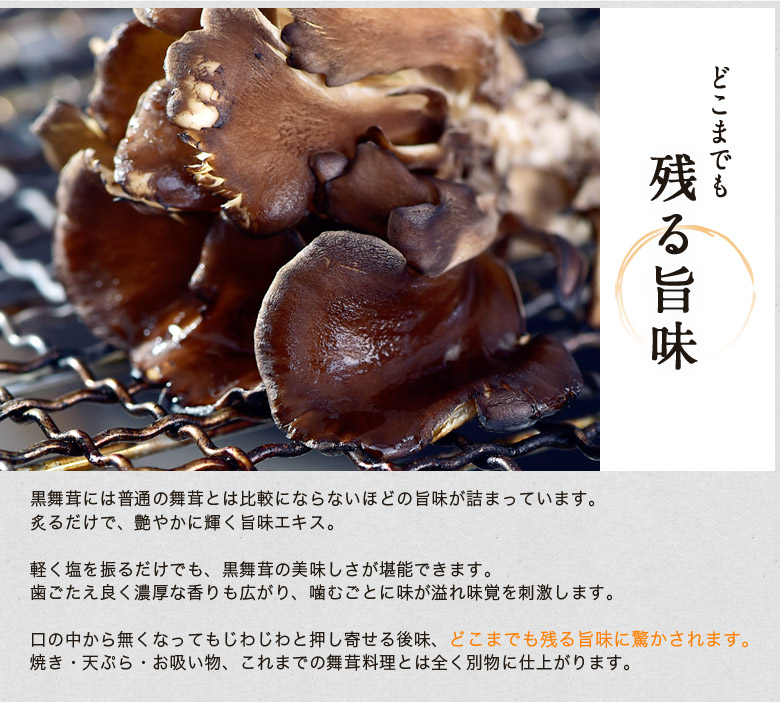 どこまでも
残る旨味
黒舞茸には普通の舞茸とは比較にならないほどの旨味が詰まっています。
炙るだけで、艶やかに輝く旨味エキス。
軽く塩を振るだけでも、黒舞茸の美味しさが堪能できます。
歯ごたえ良く濃厚な香りも広がり、噛むごとに味が溢れ味覚を刺激します。
口の中から無くなってもじわじわと押し寄せる後味、どこまでも残る旨味に驚かされます。
焼き・天ぷら・お吸い物、これまでの舞茸料理とは全く別物に仕上がります。